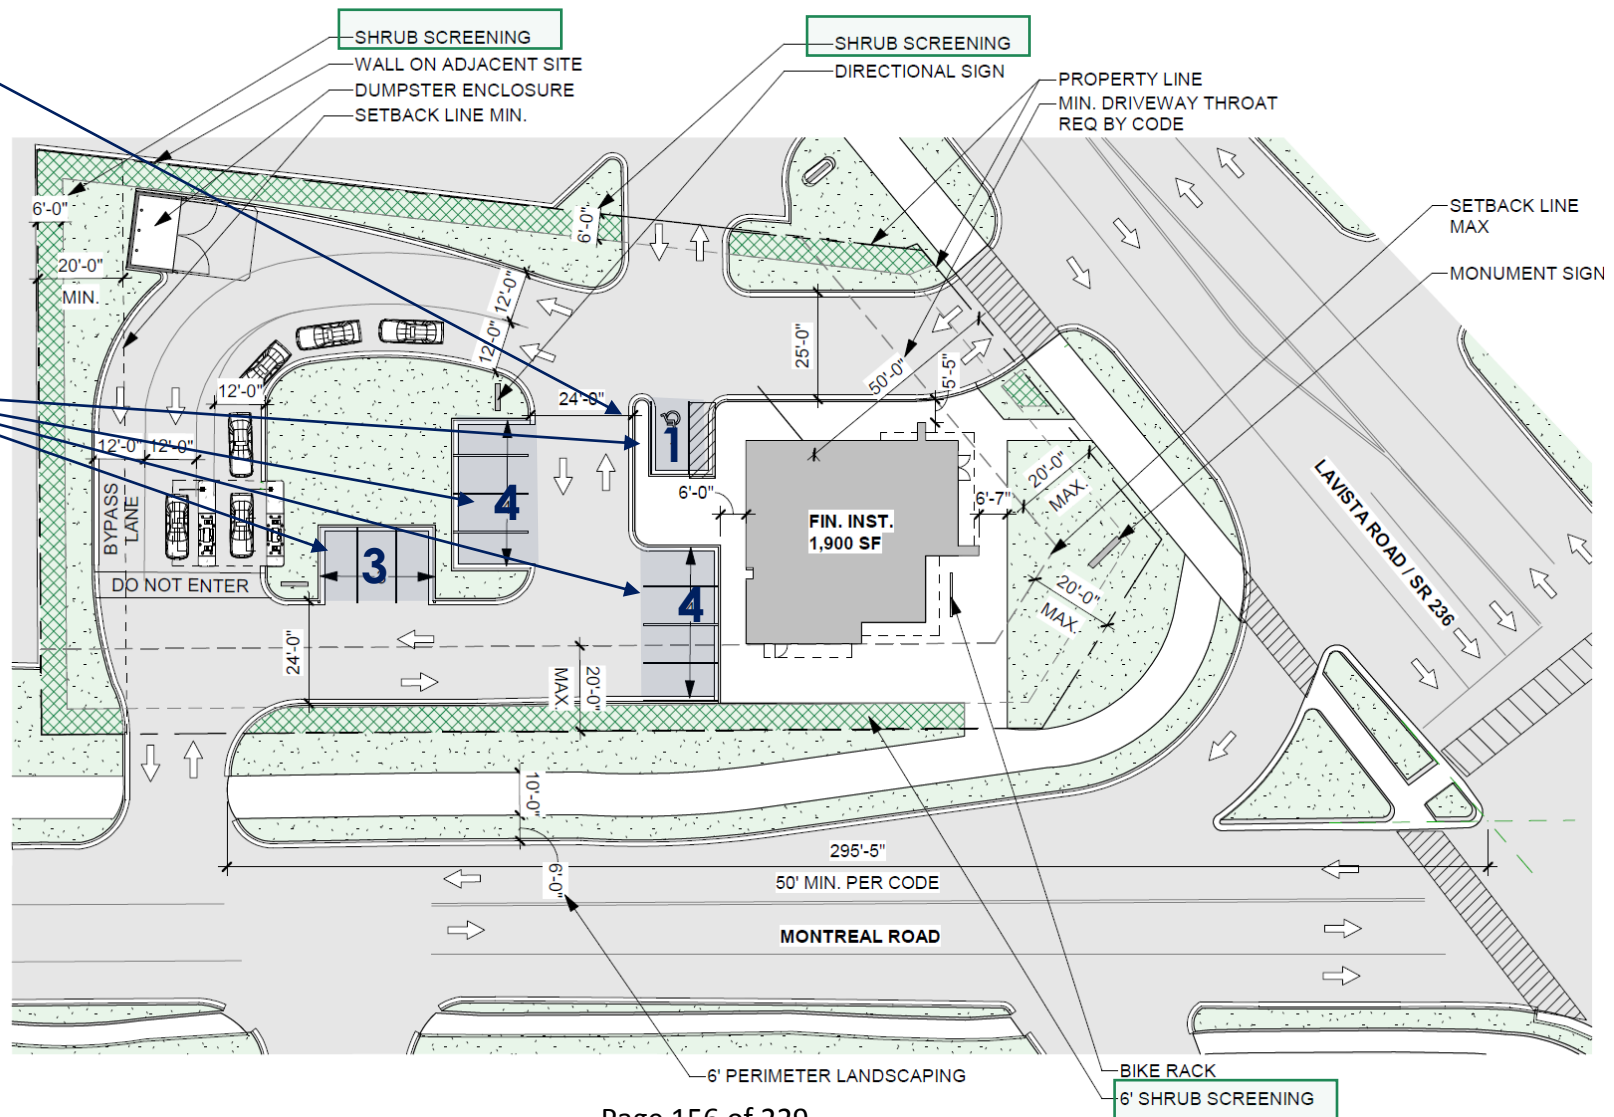 SHRUB SCREENING
WALL ON ADJACENT SITE
DUMPSTER ENCLOSURE
SETBACK LINE MIN.
SHRUB SCREENING
DIRECTIONAL SIGN
PROPERTY LINE
MIN. DRIVEWAY THROAT
REQ BY CODE
SETBACK LINE
MAX
MONUMENT SIGN
6'-0"
20'-0"
MIN.
6'-0"
12'-0"
12'-0"
25'-0"
50'-0"
5'-5"
12'-0"
24'-0"
12'-0"
12'-0"
1
4
3
4
6'-0"
6'-7"
20'-0"
MAX.
20'-0"
MAX.
FIN. INST.
1,900 SF
BYPASS
LANE
DO NOT ENTER
24'-0"
20'-0"
MAX.
LAVISTA ROAD / SR 236
10'-0"
6'-0"
295'-5"
50' MIN. PER CODE
MONTREAL ROAD
6' PERIMETER LANDSCAPING
BIKE RACK
6' SHRUB SCREENING
Page 156 of 229